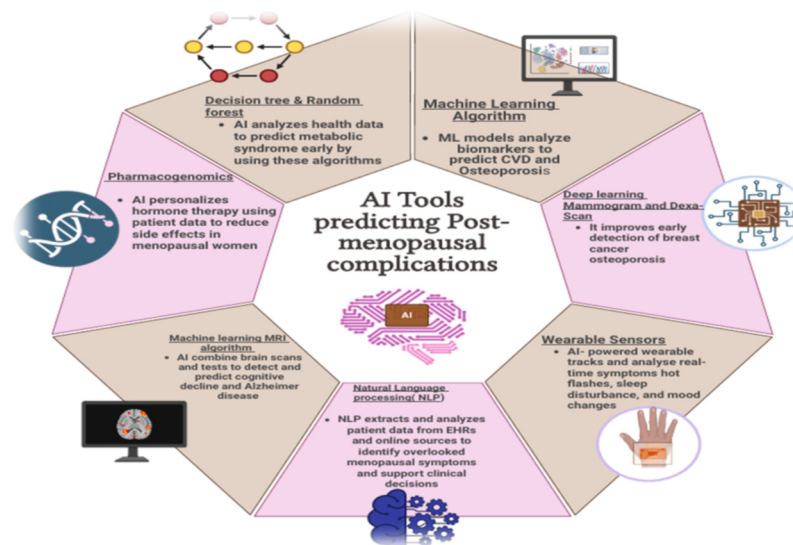 AI Tools
predicting Post-
menopausal
complications
AI
Machine Learning
Algorithm
• ML models analyze
biomarkers to
predict CVD and
Osteoporosis
Deep learning
Mammogram and Dexa-
Scan
• It improves early
detection of breast
cancer
osteoporosis
Wearable Sensors
• AI- powered wearable
tracks and analyse real-
time symptoms hot
flashes, sleep
disturbance, and mood
changes
Natural Language
processing( NLP)
• NLP extracts and analyzes
patient data from EHRs
and online sources to
identify overlooked
menopausal symptoms
and support clinical
decisions
Machine learning MRI
algorithm
• AI combine brain scans
and tests to detect and
predict cognitive
decline and Alzheimer
disease
Pharmacogenomics
• AI personalizes
hormone therapy using
patient data to reduce
side effects in
menopausal women
Decision tree & Random
forest
• AI analyzes health data
to predict metabolic
syndrome early by
using these algorithms